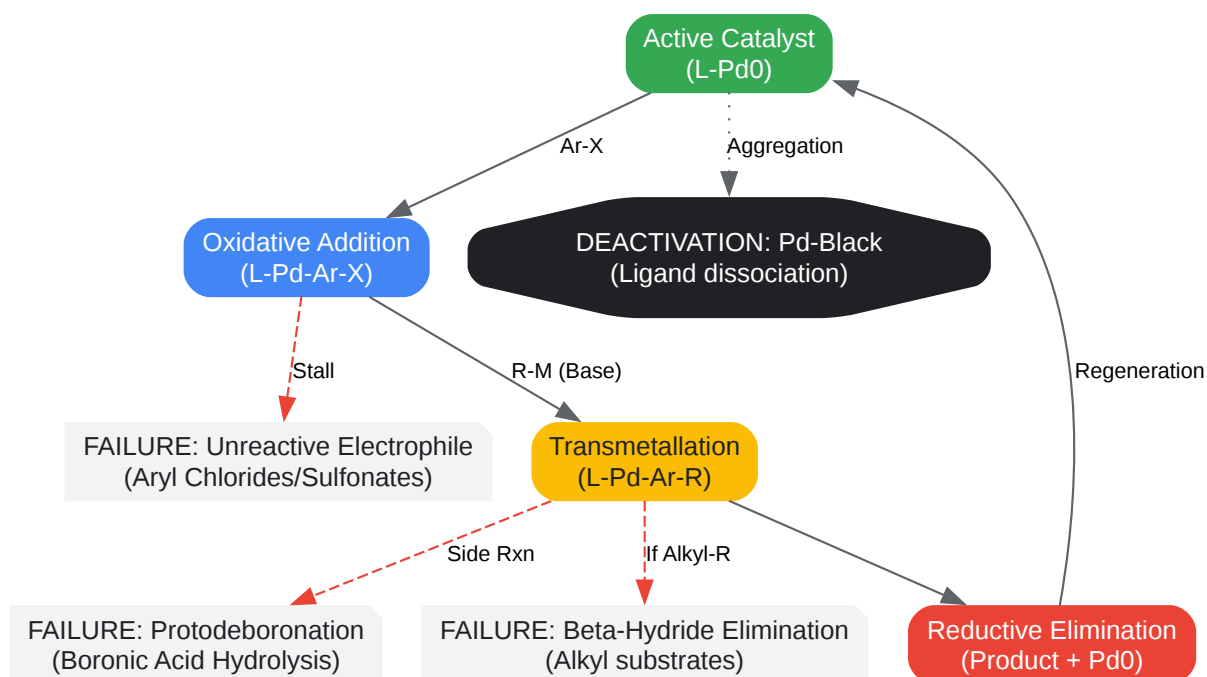 Active Catalyst
(L-Pd0)
Ar-X
Aggregation
Oxidative Addition
(L-Pd-Ar-X)
DEACTIVATION: Pd-Black
(Ligand dissociation)
Stall
R-M (Base)
Regeneration
FAILURE: Unreactive Electrophile
(Aryl Chlorides/Sulfonates)
Transmetallation
(L-Pd-Ar-R)
Side Rxn
If Alkyl-R
FAILURE: Protodeboronation
(Boronic Acid Hydrolysis)
FAILURE: Beta-Hydride Elimination
(Alkyl substrates)
Reductive Elimination
(Product + Pd0)